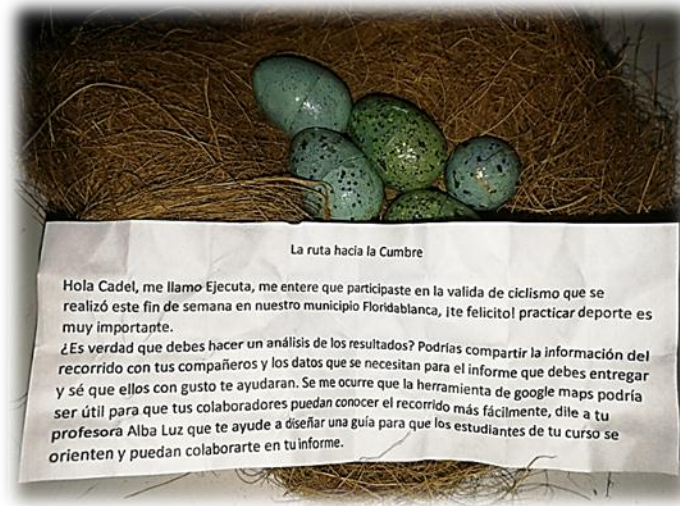 La ruta hacia la Cumbre
Hola Cadel, me llamo Ejecuta, me entere que participaste en la valida de ciclismo que se
realizó este fin de semana en nuestro municipio Floridablanca, ¡te felicito! practicar deporte es
muy importante.
¿Es verdad que debes hacer un análisis de los resultados? Podrías compartir la información del
recorrido con tus compañeros y los datos que se necesitan para el informe que debes entregar
y sé que ellos con gusto te ayudaran. Se me ocurre que la herramienta de google maps podría
ser útil para que tus colaboradores puedan conocer el recorrido más fácilmente, dile a tu
profesora Alba Luz que te ayude a diseñar una guía para que los estudiantes de tu curso se
orienten y puedan colaborarte en tu informe.